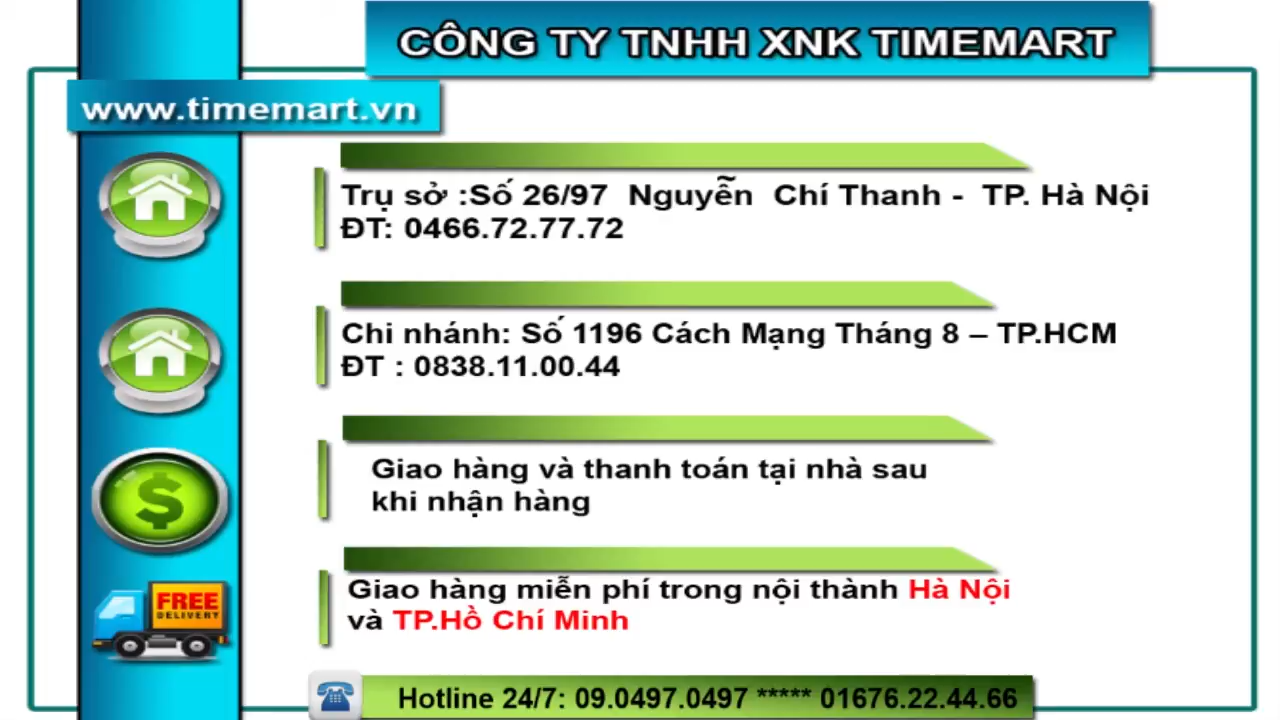 CÔNG TY TNHH XNK TIMEMART
www.timemart.vn
Trụ sở :Số 26/97 Nguyễn Chí Thanh - TP. Hà Nội
ĐT: 0466.72.77.72
Chi nhánh: Số 1196 Cách Mạng Tháng 8 – TP.HCM
ĐT : 0838.11.00.44
Giao hàng và thanh toán tại nhà sau
khi nhận hàng
FREE
DELIVERY
Giao hàng miễn phí trong nội thành Hà Nội
và TP.Hồ Chí Minh
Hotline 24/7: 09.0497.0497 ***** 01676.22.44.66